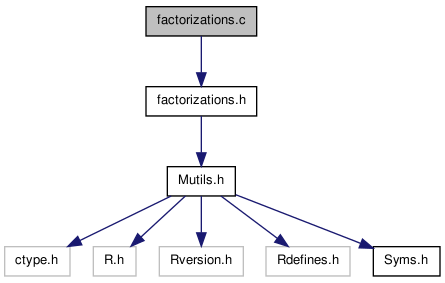 factorizations.c
factorizations.h
Mutils.h
ctype.h
R.h
Rversion.h
Rdefines.h
Syms.h